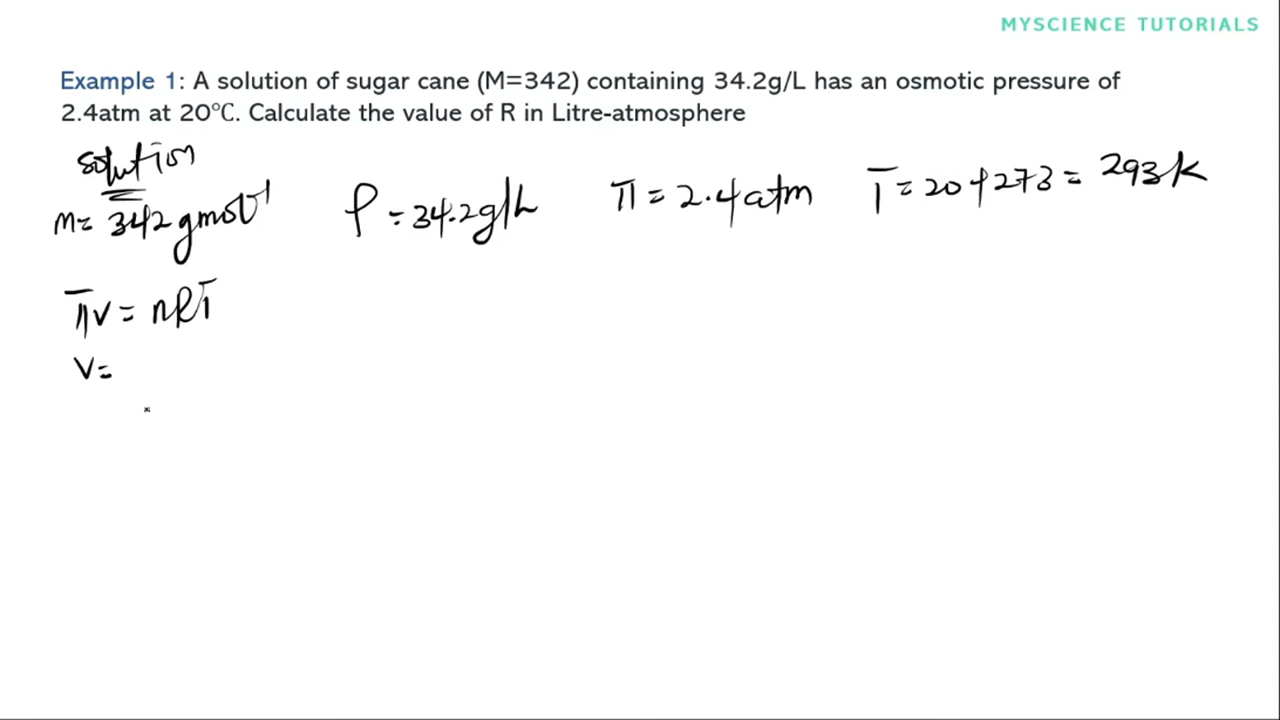 MYSCIENCE TUTORIALS
Example 1: A solution of sugar cane (M=342) containing 34.2g/L has an osmotic pressure of
2.4atm at 20°C. Calculate the value of R in Litre-atmosphere
solution
M= 342 gmol⁻¹ ρ = 34.2g/L Π = 2.4atm T = 20+273 = 293K
ΠV = nRT
V=